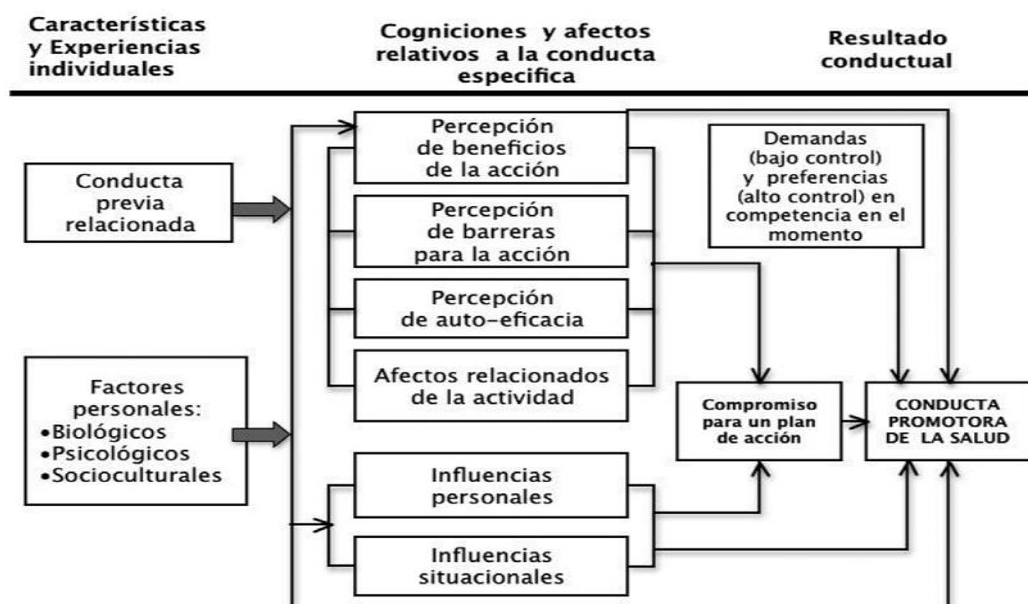 Características
y Experiencias
individuales
Cogniciones y afectos
relativos a la conducta
especifica
Resultado
conductual
Conducta
previa
relacionada
Factores
personales:
•Biológicos
•Psicológicos
•Socioculturales
Percepción
de beneficios
de la acción
Percepción
de barreras
para la acción
Percepción
de auto-eficacia
Afectos relacionados
de la actividad
Influencias
personales
Influencias
situacionales
Demandas
(bajo control)
y preferencias
(alto control) en
competencia en el
momento
Compromiso
para un plan
de acción
CONDUCTA
PROMOTORA
DE LA SALUD